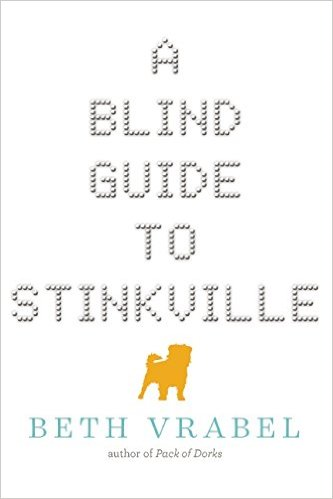 A
BLIND
GUIDE
TO
STINKVILLE
BETH VRABEL
author of Pack of Dorks